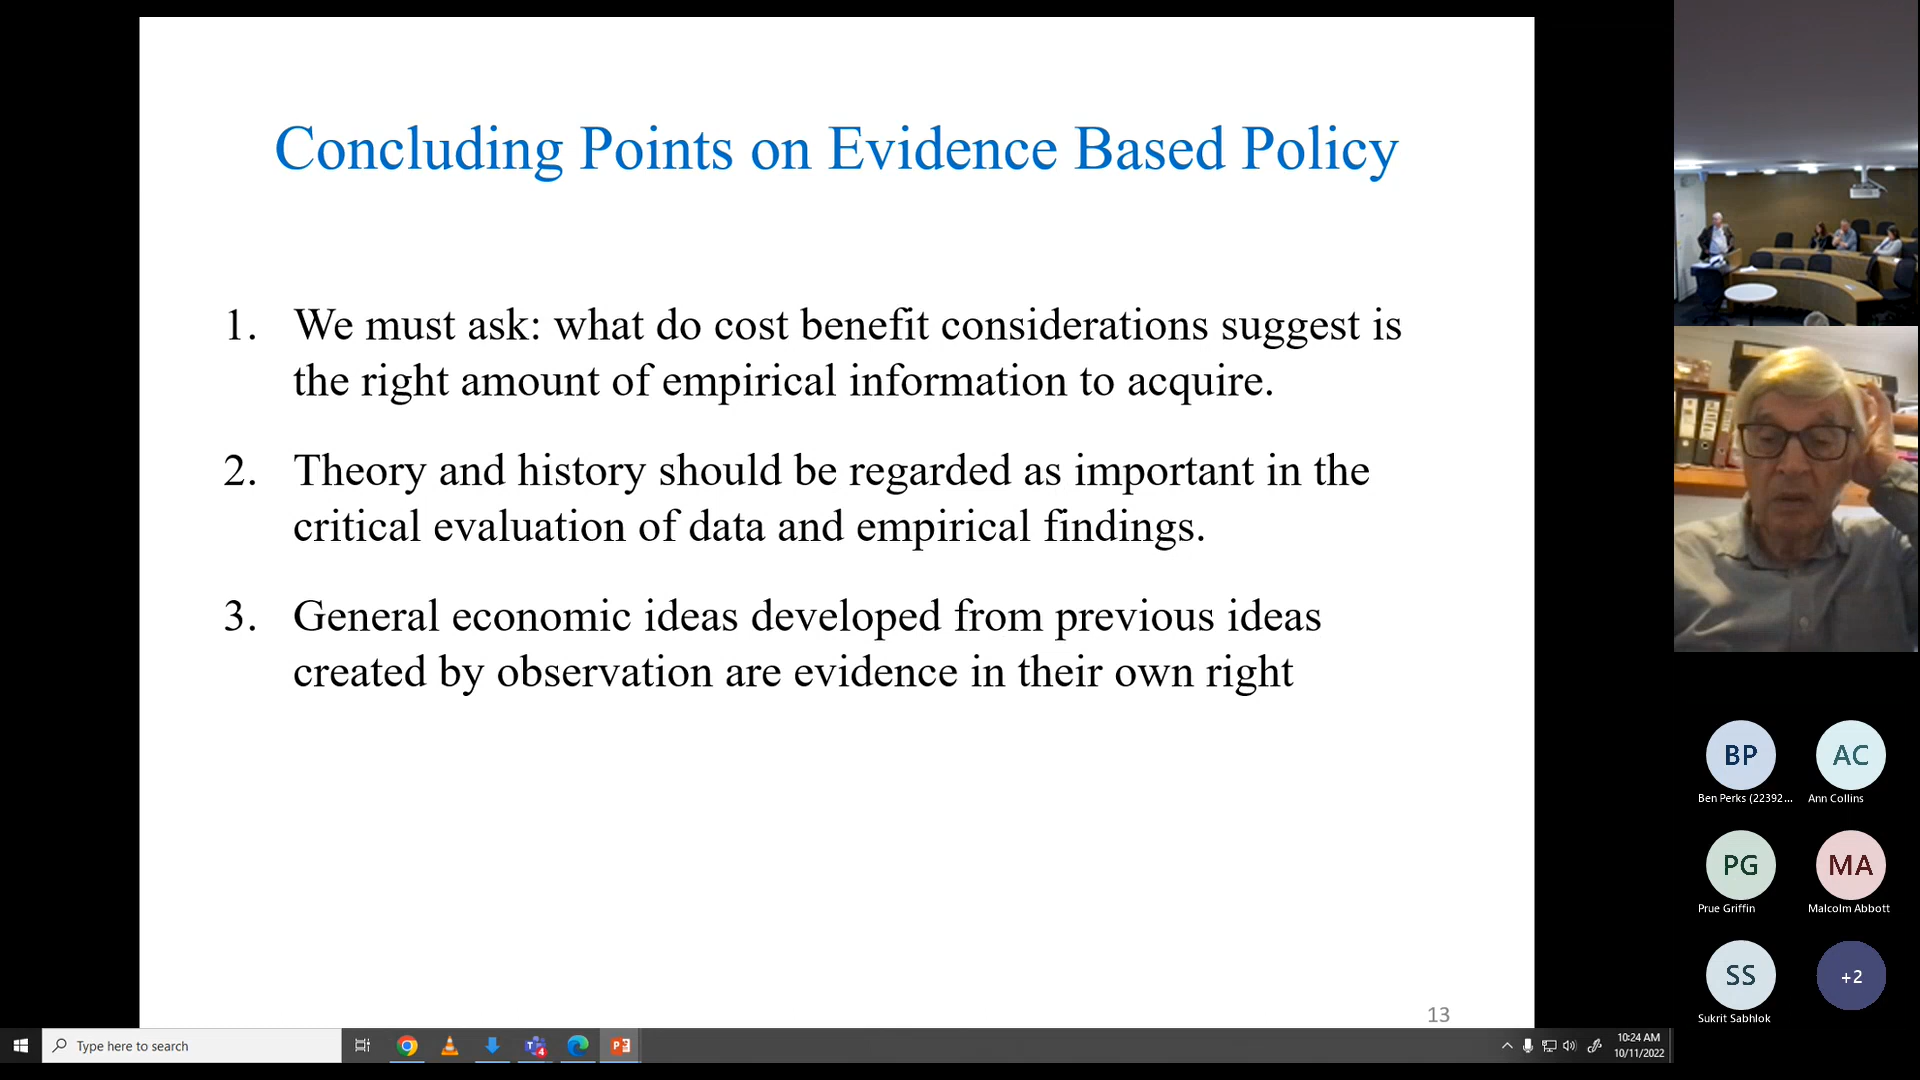 Concluding Points on Evidence Based Policy
1. We must ask: what do cost benefit considerations suggest is
the right amount of empirical information to acquire.
2. Theory and history should be regarded as important in the
critical evaluation of data and empirical findings.
3. General economic ideas developed from previous ideas
created by observation are evidence in their own right
13
BP
AC
Ben Perks (22392...
Ann Collins
PG
MA
Prue Griffin
Malcolm Abbott
SS
+2
Sukrit Sabhlok
Type here to search
10:24 AM
10/11/2022